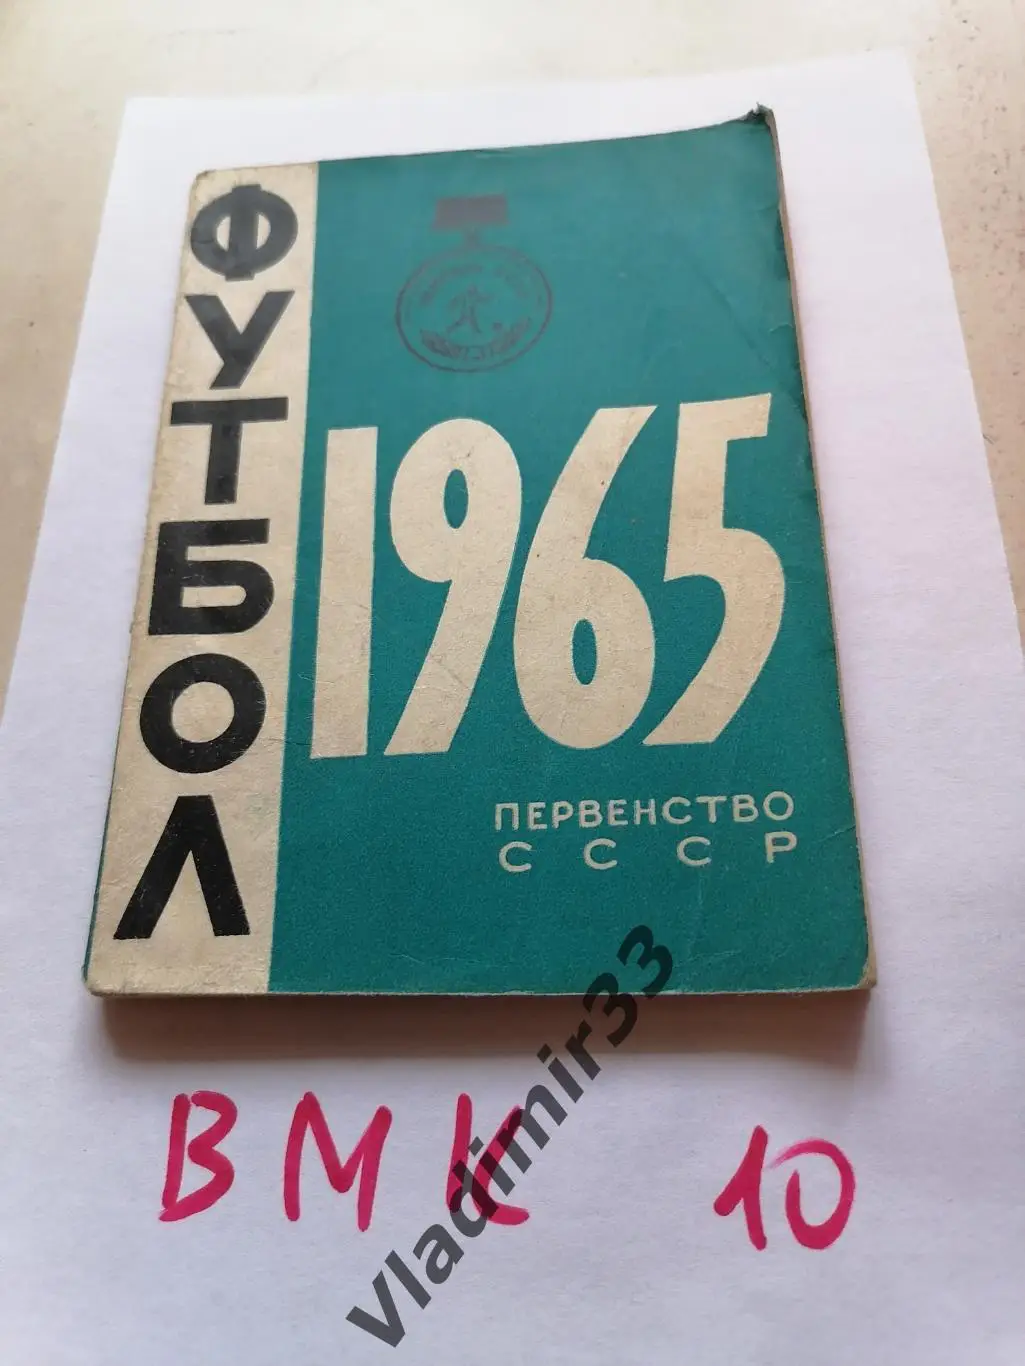 ФУТБОЛ
1965
ПЕРВЕНСТВО
СССР
ВМК 10
Vladimir33